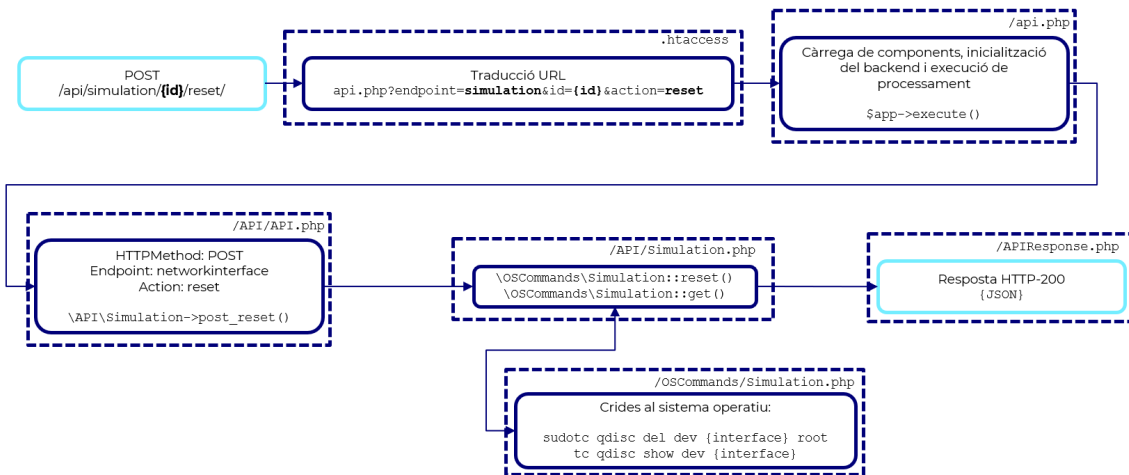 POST
/api/simulation/{id}/reset/
.htaccess
Traducció URL
api.php?endpoint=simulation&id={id}&action=reset
/api.php
Càrrega de components, inicialització
del backend i execució de
processament
$app->execute()
/API/API.php
HTTPMethod: POST
Endpoint: networkinterface
Action: reset
\API\Simulation->post_reset()
/API/Simulation.php
\OSCommands\Simulation::reset()
\OSCommands\Simulation::get()
/APIResponse.php
Resposta HTTP-200
{JSON}
/OSCommands/Simulation.php
Crides al sistema operatiu:
sudotc qdisc del dev {interface} root
tc qdisc show dev {interface}